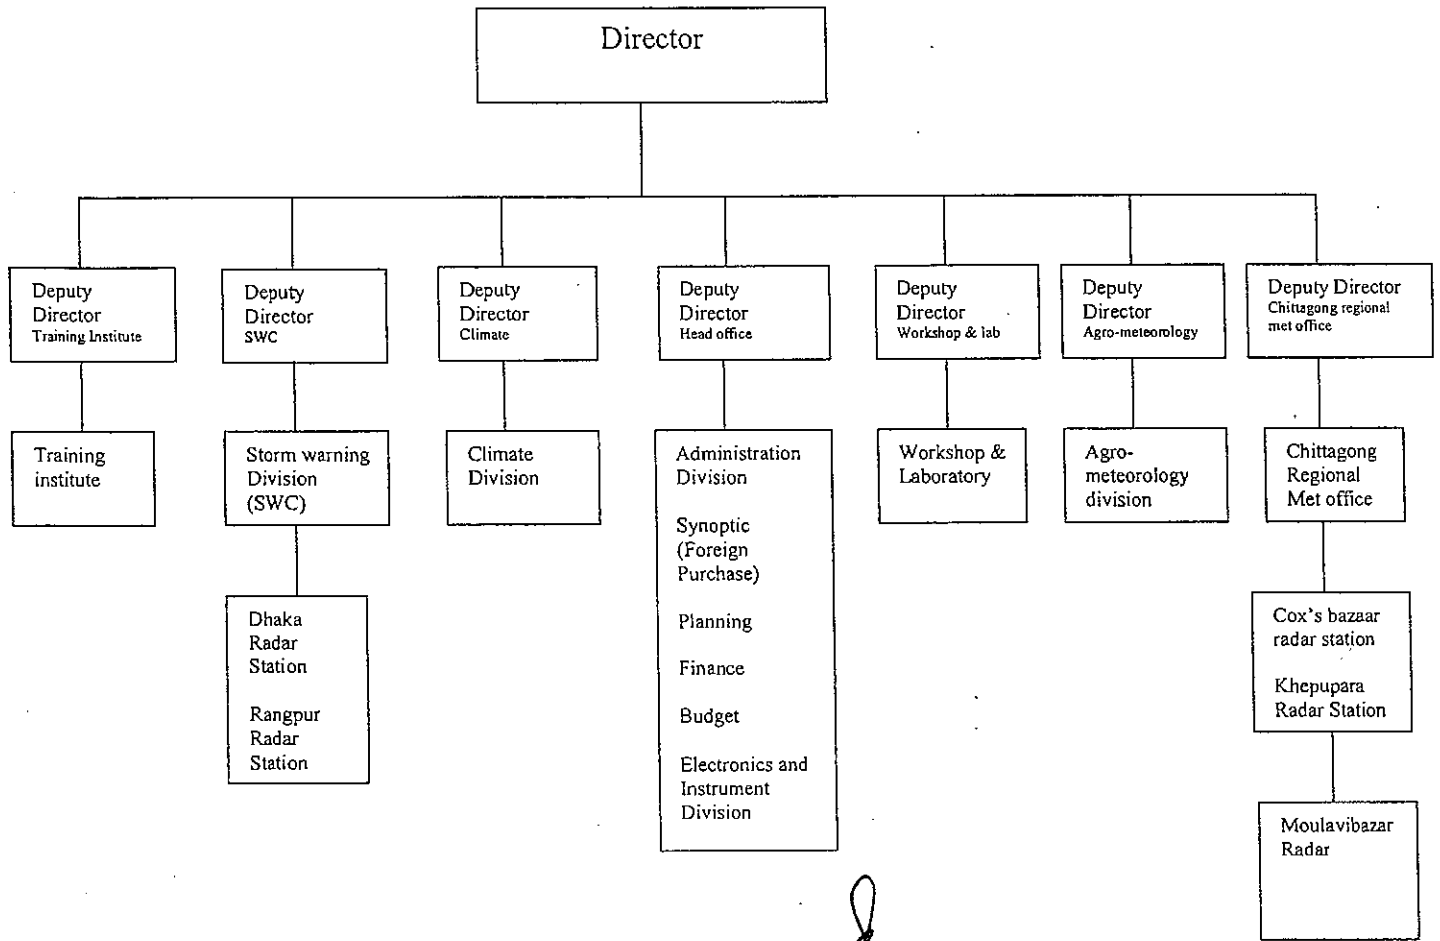 Director
Deputy
Director
Training Institute
Deputy
Director
SWC
Deputy
Director
Climate
Deputy
Director
Head office
Deputy
Director
Workshop & lab
Deputy
Director
Agro-meteorology
Deputy Director
Chittagong regional
met office
Training
institute
Storm warning
Division
(SWC)
Climate
Division
Administration
Division
Synoptic
(Foreign
Purchase)
Planning
Finance
Budget
Electronics and
Instrument
Division
Workshop &
Laboratory
Agro-
meteorology
division
Chittagong
Regional
Met office
Dhaka
Radar
Station
Rangpur
Radar
Station
Cox's bazaar
radar station
Khepupara
Radar Station
Moulavibazar
Radar